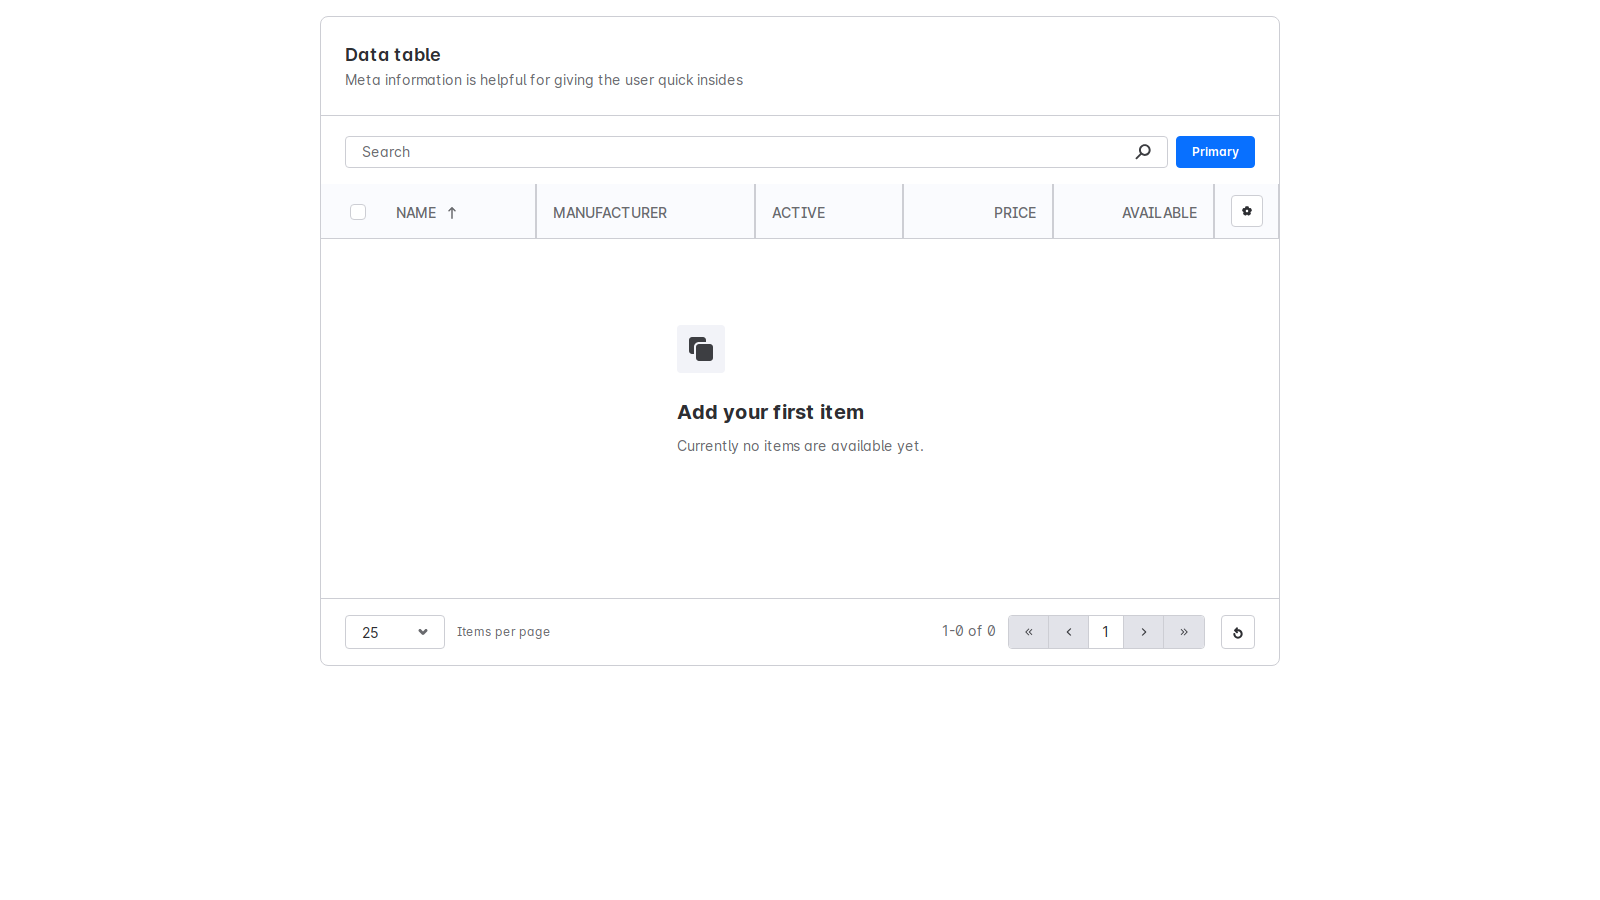 Data table
Meta information is helpful for giving the user quick insides
Search
Primary
NAME
MANUFACTURER
ACTIVE
PRICE
AVAILABLE
Add your first item
Currently no items are available yet.
25
Items per page
1-0 of 0
«
‹
1
›
»